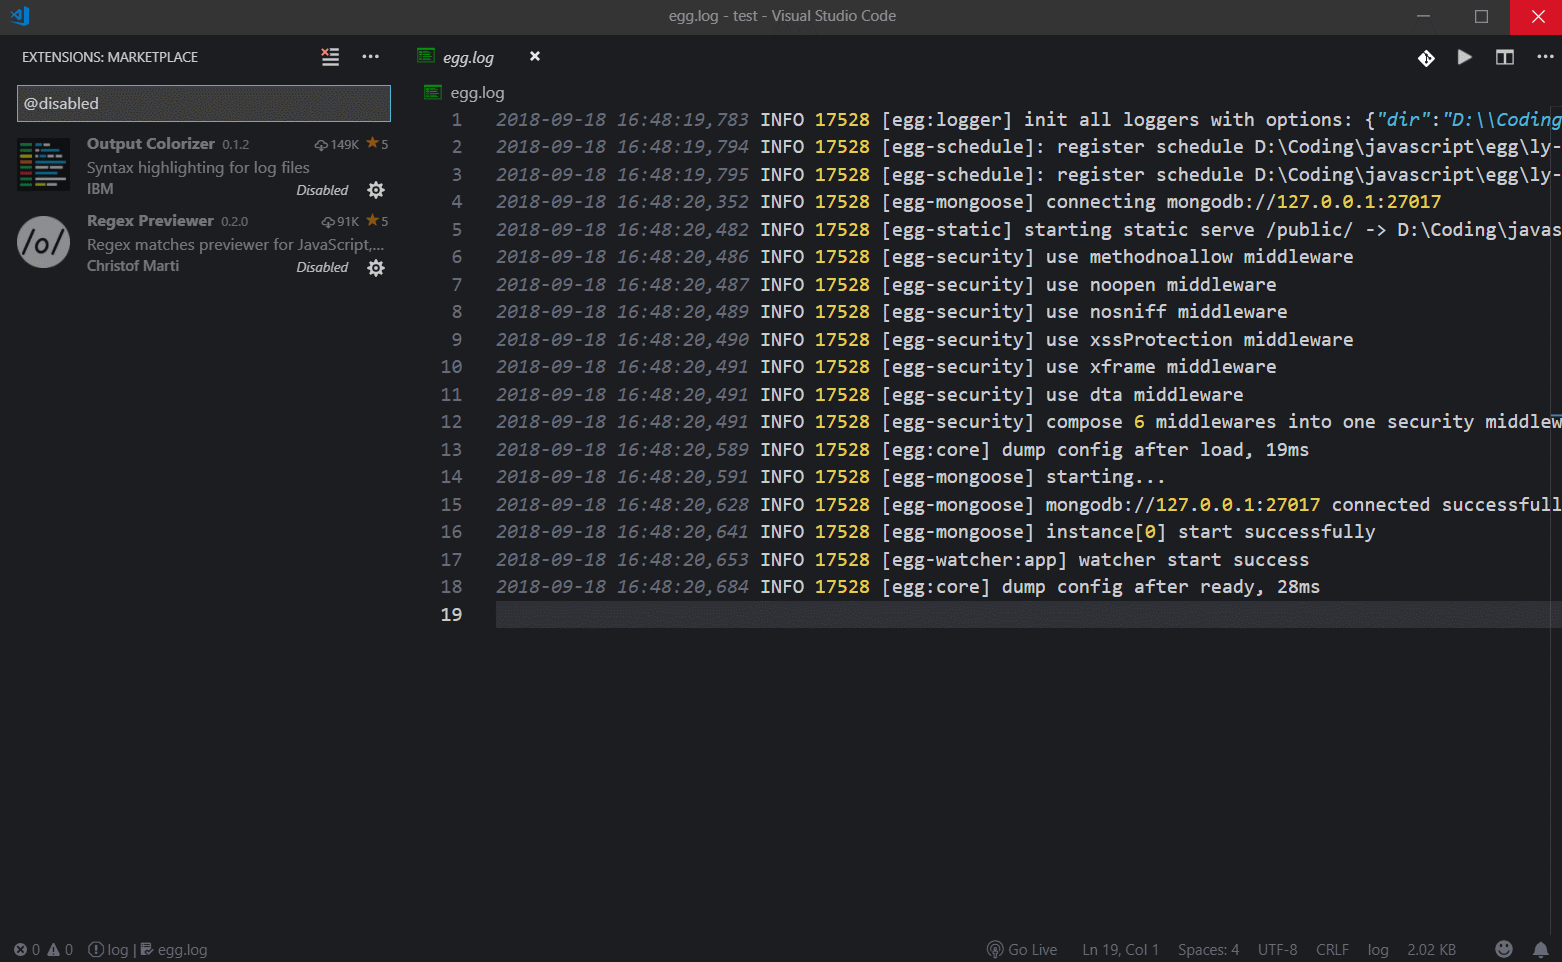 egg.log - test - Visual Studio Code
EXTENSIONS: MARKETPLACE
@disabled
Output Colorizer 0.1.2 149K 5
Syntax highlighting for log files
IBM Disabled
/o/
Regex Previewer 0.2.0 91K 5
Regex matches previewer for JavaScript,...
Christof Marti Disabled
egg.log
egg.log
1 2018-09-18 16:48:19,783 INFO 17528 [egg:logger] init all loggers with options: {"dir":"D:\\Coding
2 2018-09-18 16:48:19,794 INFO 17528 [egg-schedule]: register schedule D:\Coding\javascript\egg\ly-
3 2018-09-18 16:48:19,795 INFO 17528 [egg-schedule]: register schedule D:\Coding\javascript\egg\ly-
4 2018-09-18 16:48:20,352 INFO 17528 [egg-mongoose] connecting mongodb://127.0.0.1:27017
5 2018-09-18 16:48:20,482 INFO 17528 [egg-static] starting static serve /public/ -> D:\Coding\javas
6 2018-09-18 16:48:20,486 INFO 17528 [egg-security] use methodnoallow middleware
7 2018-09-18 16:48:20,487 INFO 17528 [egg-security] use noopen middleware
8 2018-09-18 16:48:20,489 INFO 17528 [egg-security] use nosniff middleware
9 2018-09-18 16:48:20,490 INFO 17528 [egg-security] use xssProtection middleware
10 2018-09-18 16:48:20,491 INFO 17528 [egg-security] use xframe middleware
11 2018-09-18 16:48:20,491 INFO 17528 [egg-security] use dta middleware
12 2018-09-18 16:48:20,491 INFO 17528 [egg-security] compose 6 middlewares into one security middlew
13 2018-09-18 16:48:20,589 INFO 17528 [egg:core] dump config after load, 19ms
14 2018-09-18 16:48:20,591 INFO 17528 [egg-mongoose] starting...
15 2018-09-18 16:48:20,628 INFO 17528 [egg-mongoose] mongodb://127.0.0.1:27017 connected successfull
16 2018-09-18 16:48:20,641 INFO 17528 [egg-mongoose] instance[0] start successfully
17 2018-09-18 16:48:20,653 INFO 17528 [egg-watcher:app] watcher start success
18 2018-09-18 16:48:20,684 INFO 17528 [egg:core] dump config after ready, 28ms
19
0 0 log | egg.log Go Live Ln 19, Col 1 Spaces: 4 UTF-8 CRLF log 2.02 KB